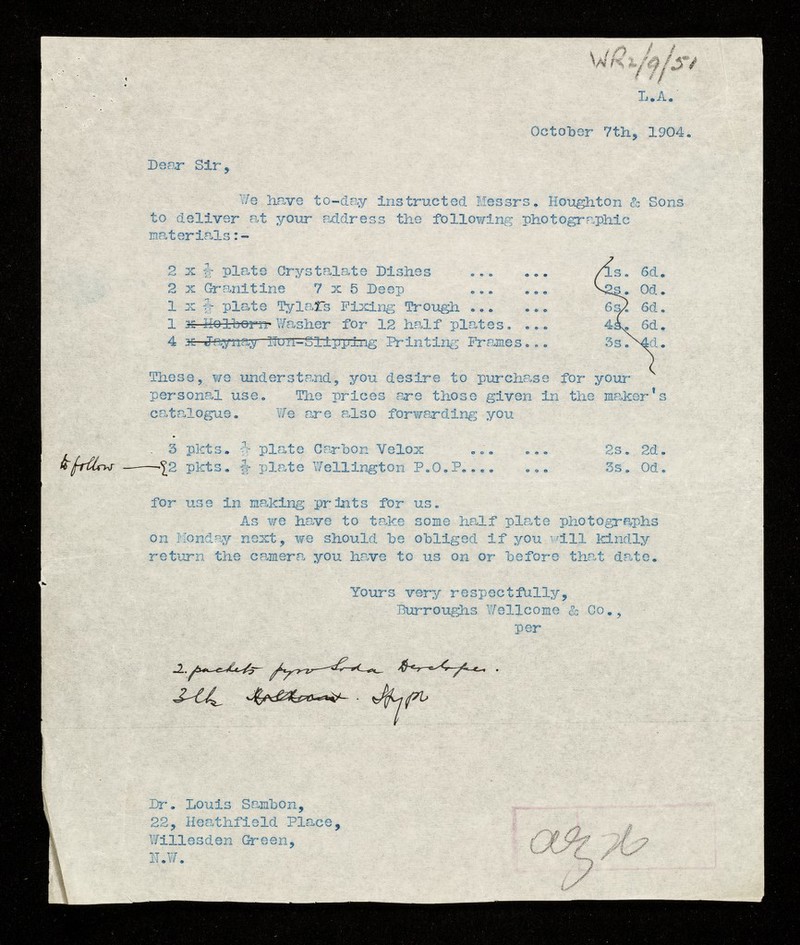 WR2/9/51
L.A.
October 7th, 1904.
Dear Sir,
We have to-day instructed Messrs. Houghton & Sons
to deliver at your address the following photographic
materials:-
2 x ½ plate Crystalate Dishes ... ... 1s. 6d.
2 x Granitine 7 x 5 Deep ... ... 2s. 0d.
1 x ½ plate Tylars Fixing Trough ... ... 6s. 6d.
1 x Holborn Washer for 12 half plates. ... 4s. 6d.
4 x Jaynay Non-Slipping Printing Frames... 3s. 4d.
These, we understand, you desire to purchase for your
personal use. The prices are those given in the maker's
catalogue. We are also forwarding you
3 pkts. ½ plate Carbon Velox ... ... 2s. 2d.
to follow 2 pkts. ½ plate Wellington P.O.P.... ... 3s. 0d.
for use in making prints for us.
As we have to take some half plate photographs
on Monday next, we should be obliged if you will kindly
return the camera you have to us on or before that date.
Yours very respectfully,
Burroughs Wellcome & Co.,
per
2. packets pyro Soda Developer.
3 lb
Dr. Louis Sambon,
22, Heathfield Place,
Willesden Green,
N.W.